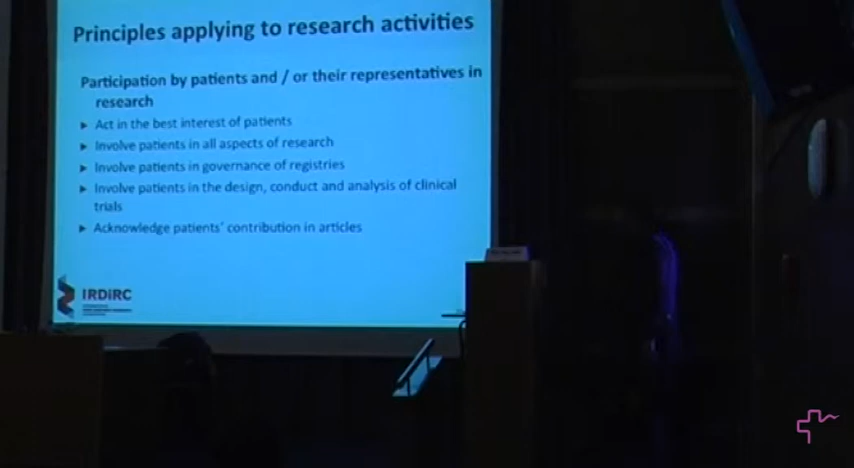 Principles applying to research activities
Participation by patients and / or their representatives in
research
▶ Act in the best interest of patients
▶ Involve patients in all aspects of research
▶ Involve patients in governance of registries
▶ Involve patients in the design, conduct and analysis of clinical
trials
▶ Acknowledge patients' contribution in articles
IRDiRC